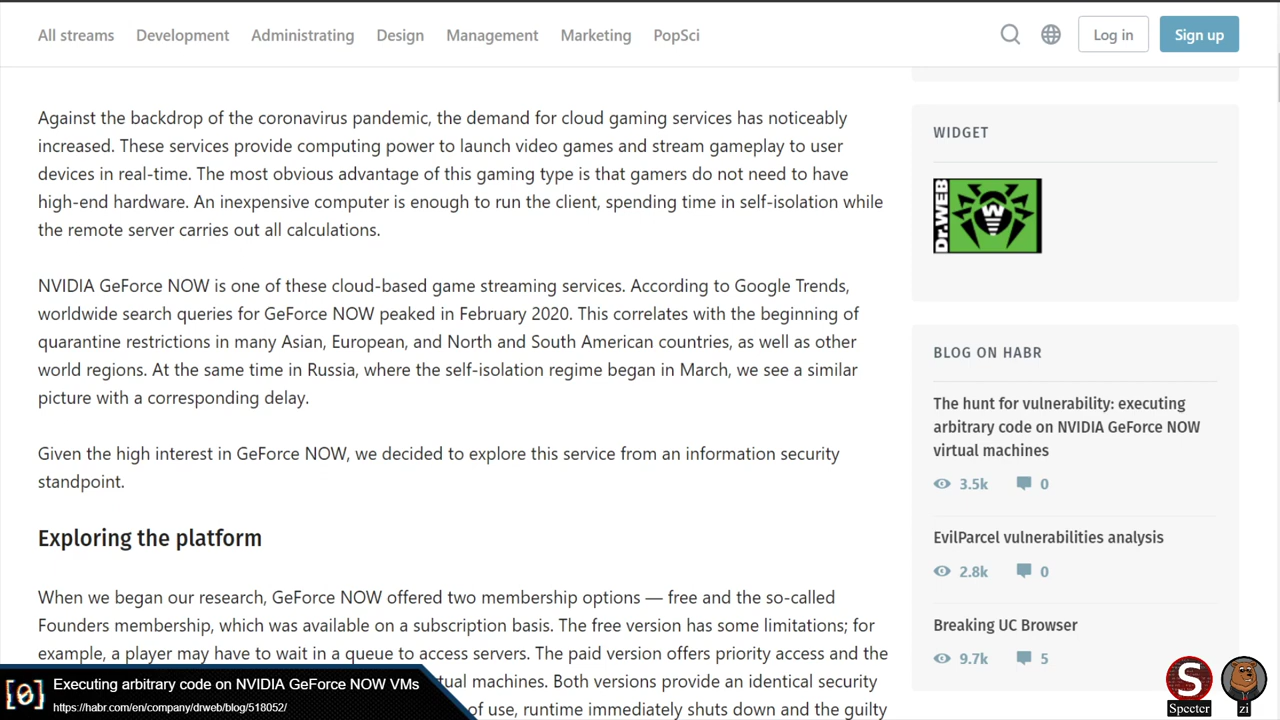 All streams Development Administrating Design Management Marketing PopSci Log in Sign up
Against the backdrop of the coronavirus pandemic, the demand for cloud gaming services has noticeably
increased. These services provide computing power to launch video games and stream gameplay to user
devices in real-time. The most obvious advantage of this gaming type is that gamers do not need to have
high-end hardware. An inexpensive computer is enough to run the client, spending time in self-isolation while
the remote server carries out all calculations.
NVIDIA GeForce NOW is one of these cloud-based game streaming services. According to Google Trends,
worldwide search queries for GeForce NOW peaked in February 2020. This correlates with the beginning of
quarantine restrictions in many Asian, European, and North and South American countries, as well as other
world regions. At the same time in Russia, where the self-isolation regime began in March, we see a similar
picture with a corresponding delay.
Given the high interest in GeForce NOW, we decided to explore this service from an information security
standpoint.
Exploring the platform
When we began our research, GeForce NOW offered two membership options — free and the so-called
Founders membership, which was available on a subscription basis. The free version has some limitations; for
example, a player may have to wait in a queue to access servers. The paid version offers priority access and the
tual machines. Both versions provide an identical security
of use, runtime immediately shuts down and the guilty
WIDGET
Dr.WEB
W
BLOG ON HABR
The hunt for vulnerability: executing
arbitrary code on NVIDIA GeForce NOW
virtual machines
3.5k 0
EvilParcel vulnerabilities analysis
2.8k 0
Breaking UC Browser
9.7k 5
[0]
Executing arbitrary code on NVIDIA GeForce NOW VMs
https://habr.com/en/company/drweb/blog/518052/
S
Specter
zi